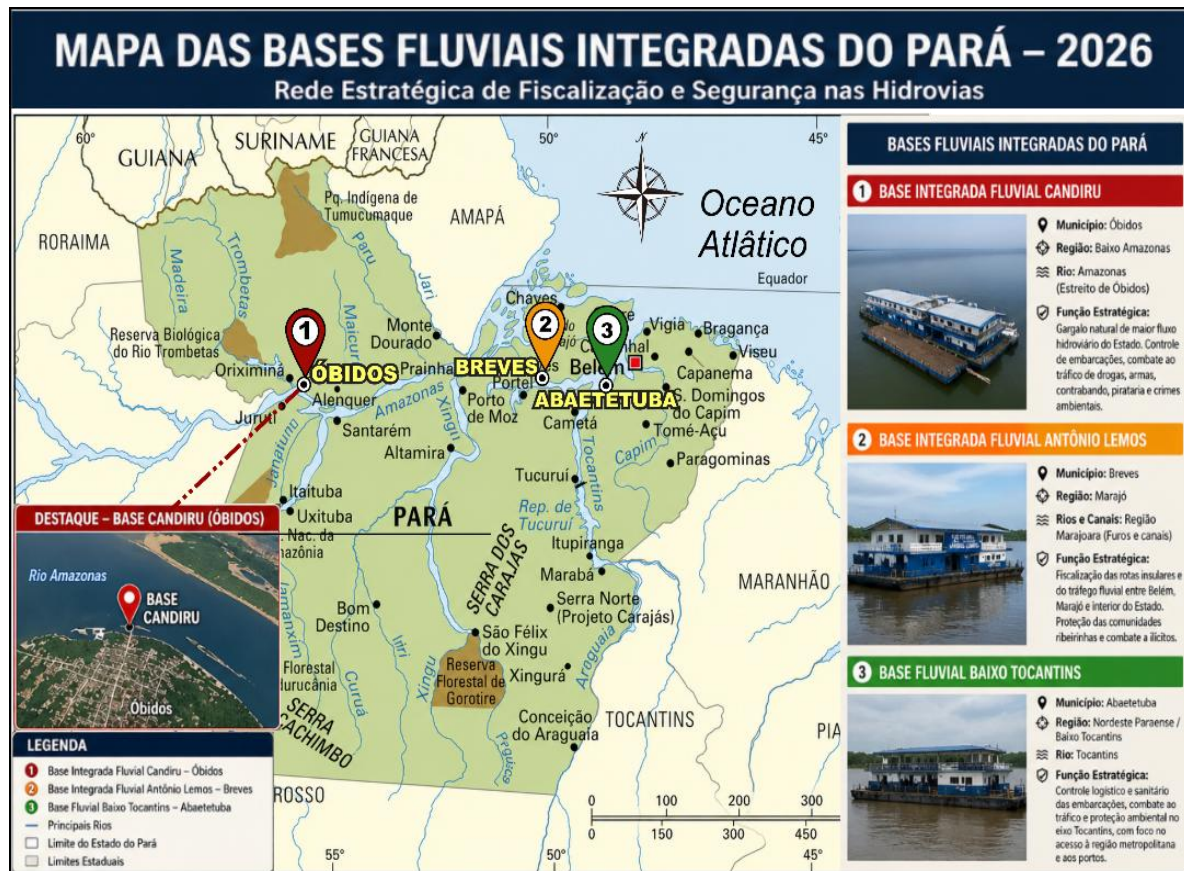 MAPA DAS BASES FLUVIAIS INTEGRADAS DO PARÁ – 2026
Rede Estratégica de Fiscalização e Segurança nas Hidrovias
60°
50°
45°
GUIANA
SURINAME
GUIANA
FRANCESA
RORAIMA
AMAPÁ
Oceano
Atlâtico
Equador
N
Pq. Indígena de
Tumucumaque
Madeira
Trombetas
Paru
Jari
Maicuru
Reserva Biológica
do Rio Trombetas
Monte
Dourado
Chaves
Vigia
Bragança
Viseu
Capanema
Belém
1
2
3
ÓBIDOS
BREVES
ABAETETUBA
Oriximiná
Alenquer
Prainha
Portel
Porto
de Moz
Cametá
S. Domingos
do Capim
Tomé-Açu
Juruti
Santarém
Amazonas
Xingu
Altamira
Capim
Paragominas
Tocantins
Tucuruí
Rep. de
Tucuruí
Janatunu
Itaituba
Uxituba
PARÁ
Itupiranga
Marabá
SERRA DOS
CARAJÁS
Serra Norte
(Projeto Carajás)
MARANHÃO
Bom
Destino
São Félix
do Xingu
Reserva
Florestal de
Gorotire
Xingurá
Aroguaia
Iriri
Xingu
Curuá
Florestal
SERRA
Conceição
do Araguaia
TOCANTINS
ROSSO
PIA
0 100 200 300
0 150 300 450
55°
50°
45°
DESTAQUE – BASE CANDIRU (ÓBIDOS)
Rio Amazonas
BASE
CANDIRU
Óbidos
LEGENDA
1 Base Integrada Fluvial Candiru – Óbidos
2 Base Integrada Fluvial Antônio Lemos – Breves
3 Base Fluvial Baixo Tocantins – Abaetetuba
Principais Rios
Limite do Estado do Pará
Limites Estaduais
BASES FLUVIAIS INTEGRADAS DO PARÁ
1 BASE INTEGRADA FLUVIAL CANDIRU
Município: Óbidos
Região: Baixo Amazonas
Rio: Amazonas
(Estreito de Óbidos)
Função Estratégica:
Gargalo natural de maior fluxo
hidroviário do Estado. Controle
de embarcações, combate ao
tráfico de drogas, armas,
contrabando, pirataria e crimes
ambientais.
2 BASE INTEGRADA FLUVIAL ANTÔNIO LEMOS
Município: Breves
Região: Marajó
Rios e Canais: Região
Marajoara (Furos e canais)
Função Estratégica:
Fiscalização das rotas insulares e
do tráfego fluvial entre Belém,
Marajó e interior do Estado.
Proteção das comunidades
ribeirinhas e combate a ilícitos.
3 BASE FLUVIAL BAIXO TOCANTINS
Município: Abaetetuba
Região: Nordeste Paraense /
Baixo Tocantins
Rio: Tocantins
Função Estratégica:
Controle logístico e sanitário
das embarcações, combate ao
tráfico e proteção ambiental no
eixo Tocantins, com foco no
acesso à região metropolitana
e aos portos.